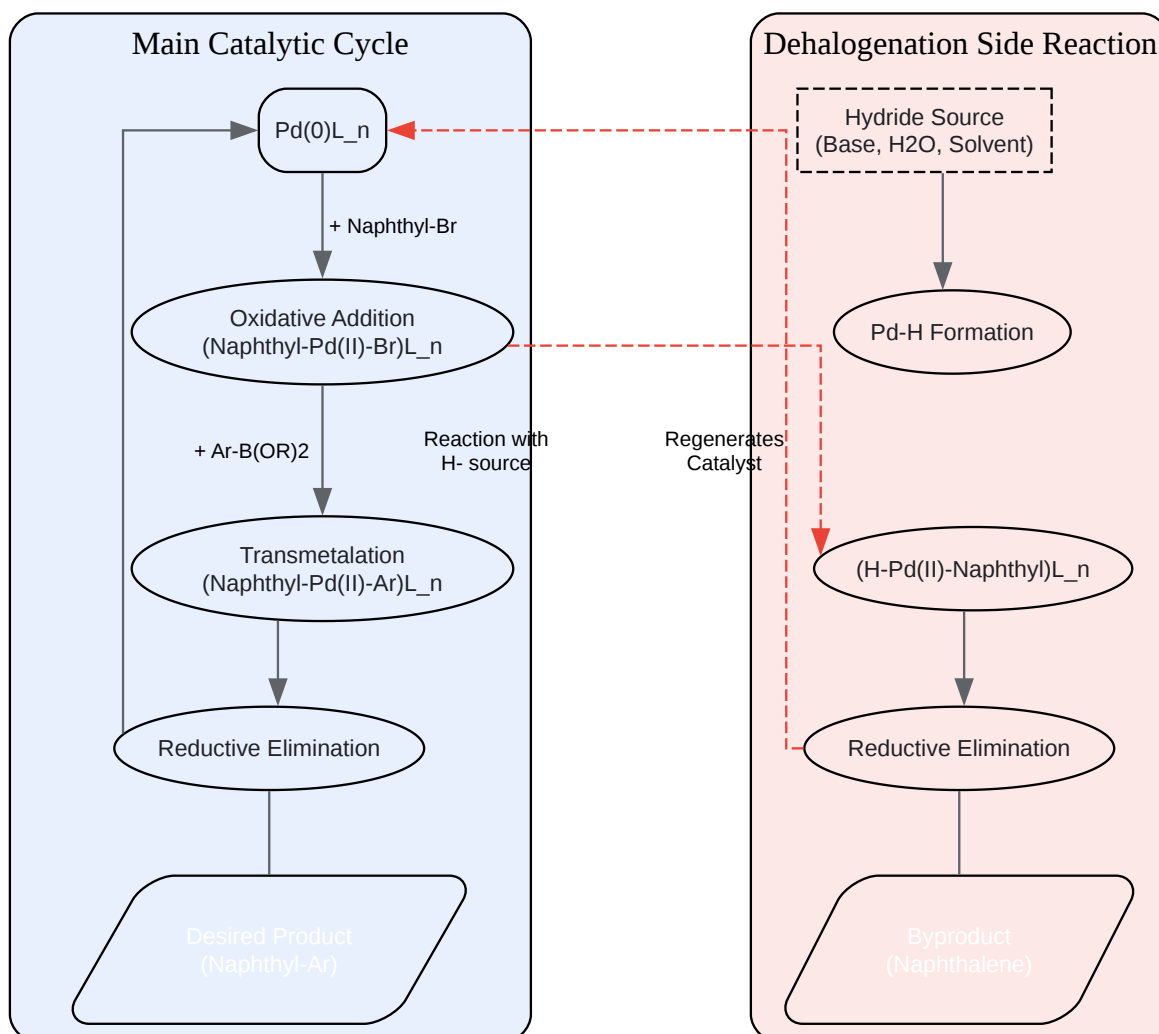 Main Catalytic Cycle
Pd(0)L_n
+ Naphthyl-Br
Oxidative Addition
(Naphthyl-Pd(II)-Br)L_n
+ Ar-B(OR)2
Reaction with
H- source
Transmetalation
(Naphthyl-Pd(II)-Ar)L_n
Reductive Elimination
Desired Product
(Naphthyl-Ar)
Regenerates
Catalyst
Dehalogenation Side Reaction
Hydride Source
(Base, H2O, Solvent)
Pd-H Formation
(H-Pd(II)-Naphthyl)L_n
Reductive Elimination
Byproduct
(Naphthalene)